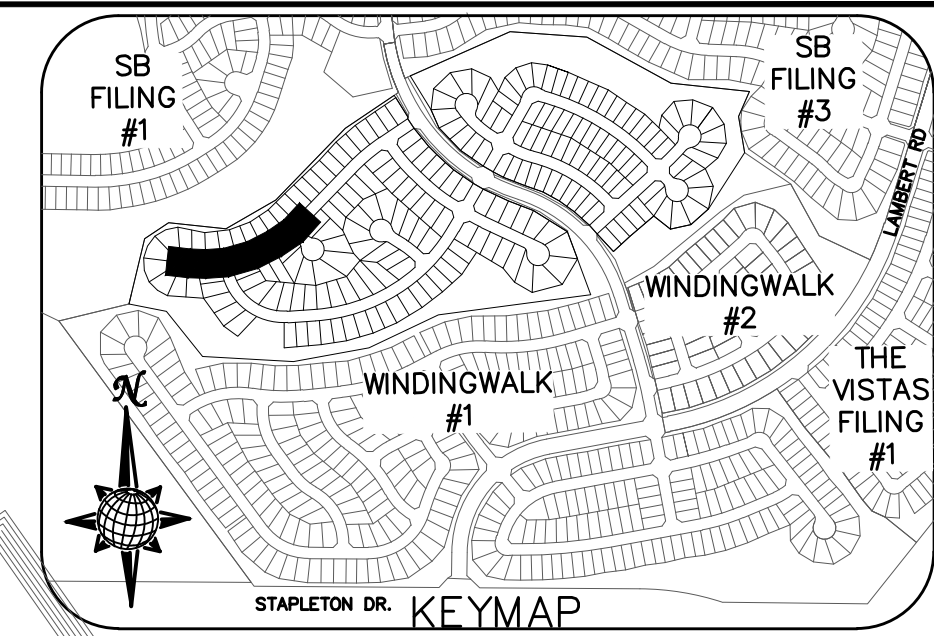 SB
FILING
#1
SB
FILING
#3
LAMBERT RD
WINDINGWALK
#2
THE
VISTAS
FILING
#1
WINDINGWALK
#1
N
STAPLETON DR.
KEYMAP